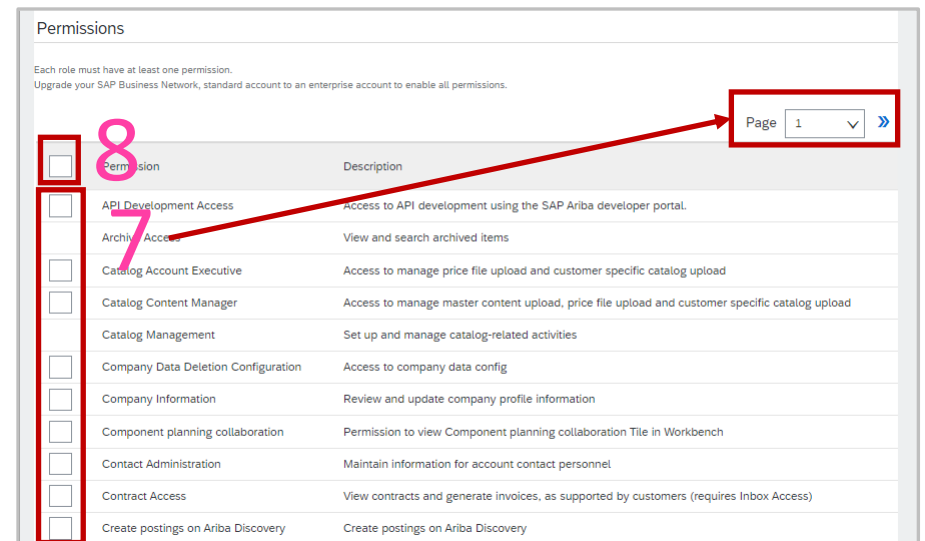 Permissions
Each role must have at least one permission.
Upgrade your SAP Business Network, standard account to an enterprise account to enable all permissions.
Page 1 »
8
Permission Description
API Development Access Access to API development using the SAP Ariba developer portal.
7
Archive Access View and search archived items
Catalog Account Executive Access to manage price file upload and customer specific catalog upload
Catalog Content Manager Access to manage master content upload, price file upload and customer specific catalog upload
Catalog Management Set up and manage catalog-related activities
Company Data Deletion Configuration Access to company data config
Company Information Review and update company profile information
Component planning collaboration Permission to view Component planning collaboration Tile in Workbench
Contact Administration Maintain information for account contact personnel
Contract Access View contracts and generate invoices, as supported by customers (requires Inbox Access)
Create postings on Ariba Discovery Create postings on Ariba Discovery